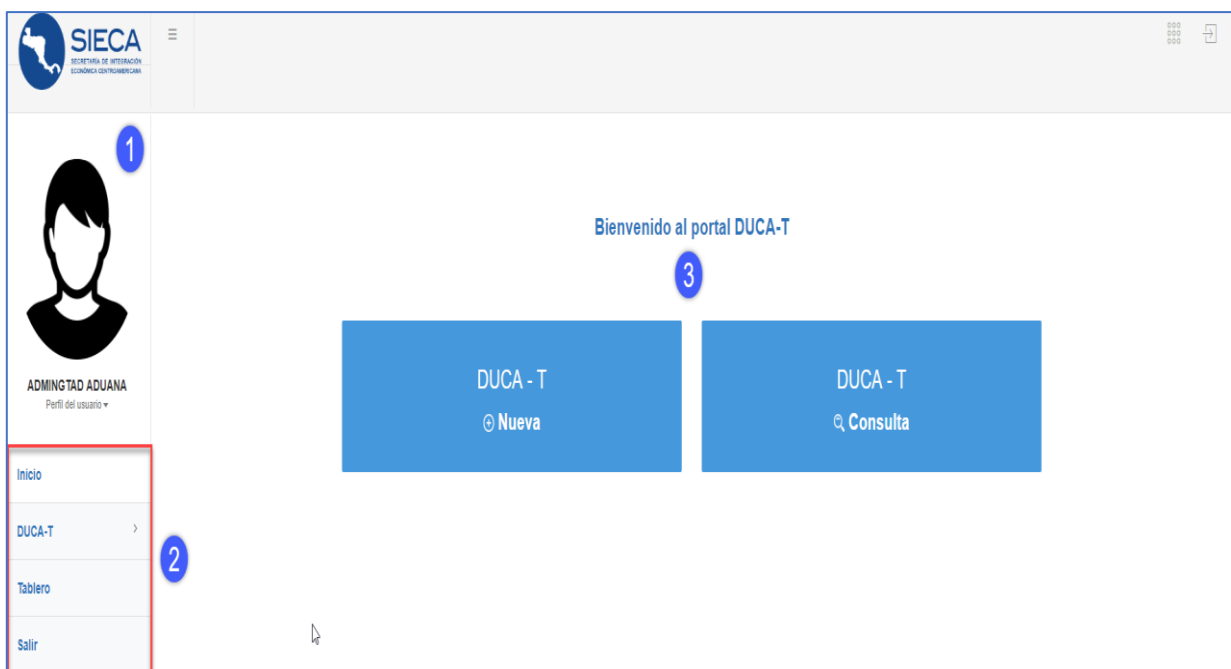 SIECA
SECRETARÍA DE INTEGRACIÓN
ECONÓMICA CENTROAMERICANA
1
ADMINGTAD ADUANA
Perfil del usuario
Inicio
DUCA-T
Tablero
Salir
2
Bienvenido al portal DUCA-T
3
DUCA - T
Nueva
DUCA - T
Consulta